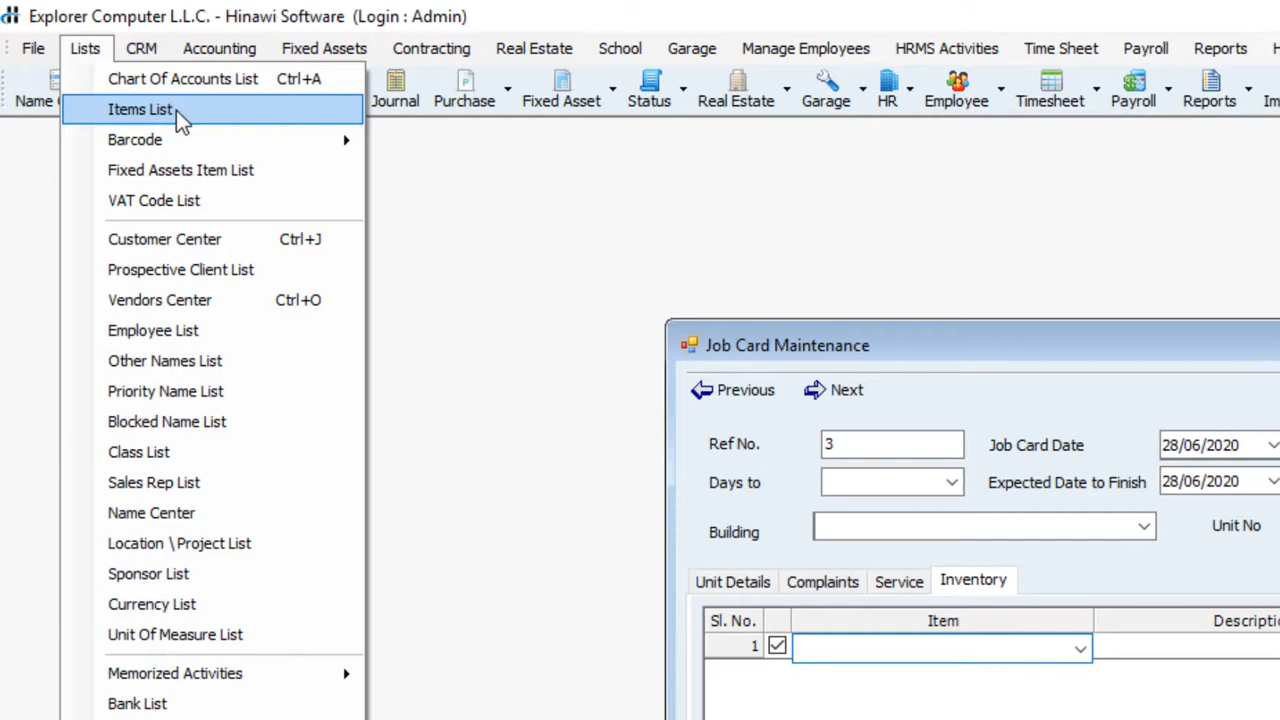 Explorer Computer L.L.C. - Hinawi Software (Login : Admin)
File Lists CRM Accounting Fixed Assets Contracting Real Estate School Garage Manage Employees HRMS Activities Time Sheet Payroll Reports
Name Journal Purchase Fixed Asset Status Real Estate Garage HR Employee Timesheet Payroll Reports
Chart Of Accounts List Ctrl+A
Items List
Barcode
Fixed Assets Item List
VAT Code List
Customer Center Ctrl+J
Prospective Client List
Vendors Center Ctrl+O
Employee List
Other Names List
Priority Name List
Blocked Name List
Class List
Sales Rep List
Name Center
Location \Project List
Sponsor List
Currency List
Unit Of Measure List
Memorized Activities
Bank List
Job Card Maintenance
Previous Next
Ref No. 3 Job Card Date 28/06/2020
Days to Expected Date to Finish 28/06/2020
Building Unit No
Unit Details Complaints Service Inventory
Sl. No. Item Descripti
1